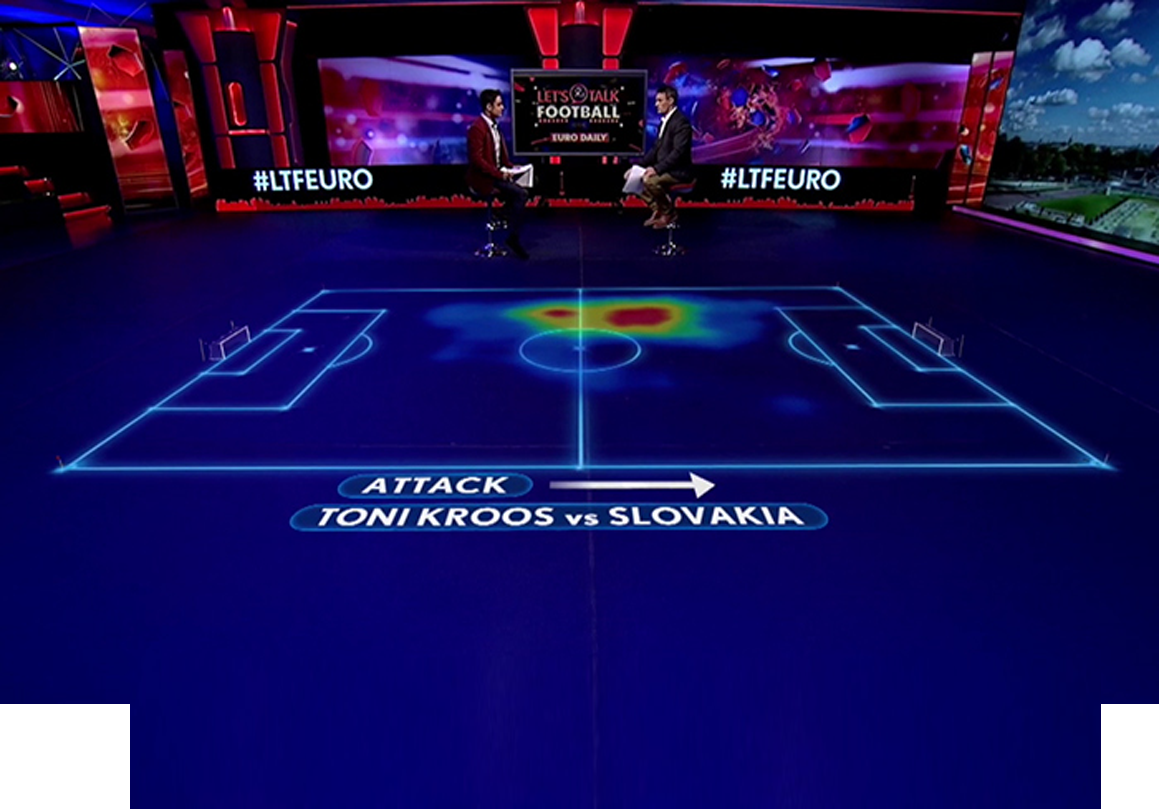 LET'S TALK
FOOTBALL
EURO DAILY
#LTFEURO
#LTFEURO
ATTACK
TONI KROOS vs SLOVAKIA